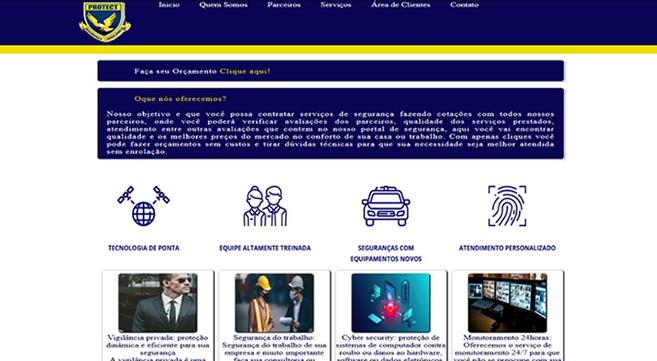 PROTECT
Inicio Quem Somos Parceiros Serviços Área de Clientes Contato
Faça seu Orçamento Clique aqui!
Oque nós oferecemos?
Nosso objetivo e que você possa contratar serviços de segurança fazendo cotações com todos nossos
parceiros, onde você poderá verificar avaliações dos parceiros, qualidade dos serviços prestados,
atendimento entre outras avaliações que contem no nosso portal de segurança, aqui você vai encontrar
qualidade e os melhores preços do mercado no conforto de sua casa ou trabalho. Com apenas cliques você
pode fazer orçamentos sem custos e tirar dúvidas técnicas para que sua necessidade seja melhor atendida
sem enrolação.
TECNOLOGIA DE PONTA
EQUIPE ALTAMENTE TREINADA
SEGURANÇAS COM
EQUIPAMENTOS NOVOS
ATENDIMENTO PERSONALIZADO
Vigilância privada: proteção
dinâmica e eficiente para sua
segurança
A vigilância privada é uma
Segurança do trabalho:
Segurança do trabalho de sua
empresa e muito importante
faça sua consultoria ou
Cyber security: proteção de
sistemas de computador contra
roubo ou danos ao hardware,
software ou dados eletrônicos
Monitoramento 24horas:
Oferecemos o serviço de
monitoramento 24/7 para que
você não se preocupe com sua